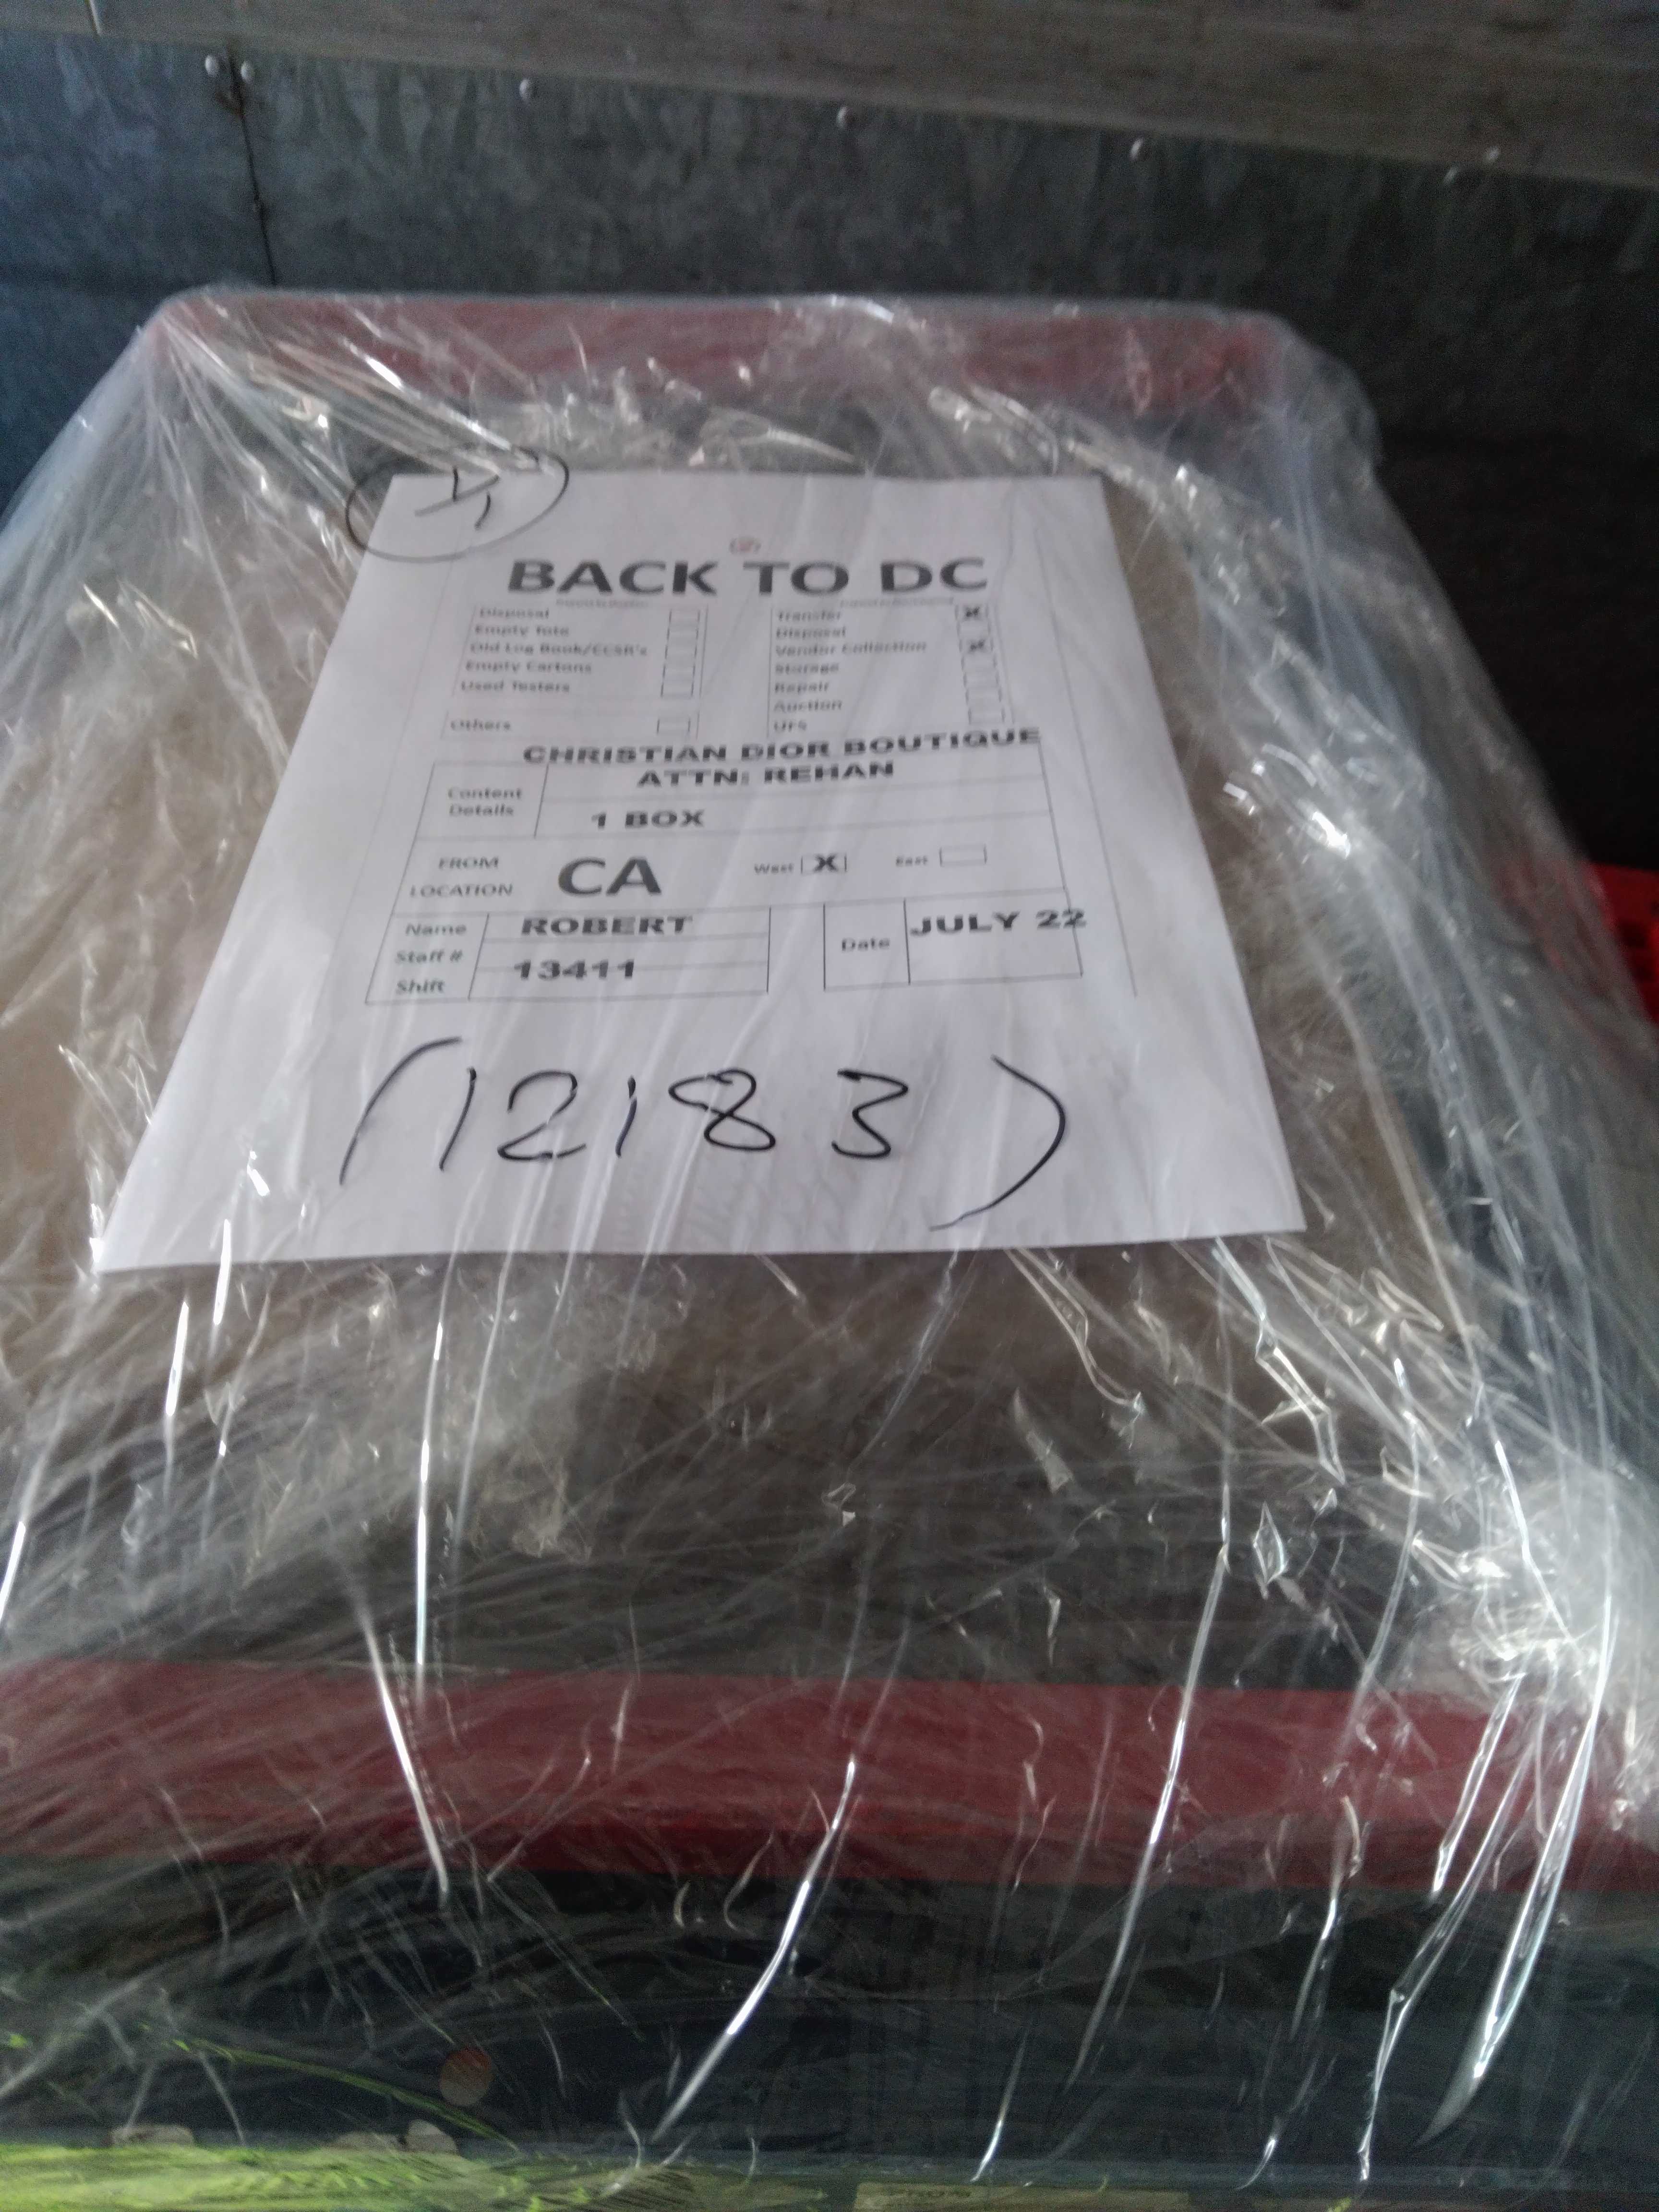 BACK TO DC
Disposal
Empty Tote
Old Log Book/CCSR's
Empty Cartons
Used Testers
Others
Transfer X
Disposal
Vendor Collection X
Storage
Repair
Auction
UFS
CHRISTIAN DIOR BOUTIQUE
ATTN: REHAN
Content
Details
1 BOX
FROM
LOCATION
CA
West X East
Name ROBERT
Staff # 13411
Shift
Date JULY 22
(12183)